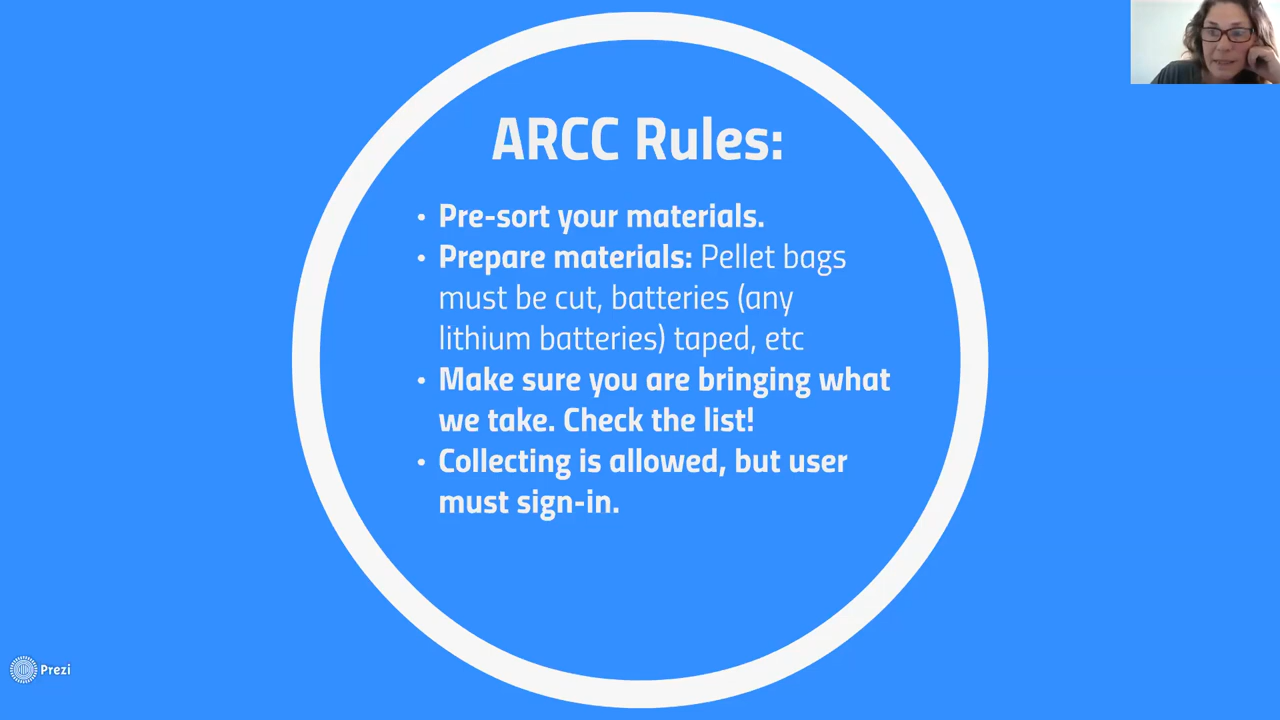 ARCC Rules:
• Pre-sort your materials.
• Prepare materials: Pellet bags
must be cut, batteries (any
lithium batteries) taped, etc
• Make sure you are bringing what
we take. Check the list!
• Collecting is allowed, but user
must sign-in.
Prezi